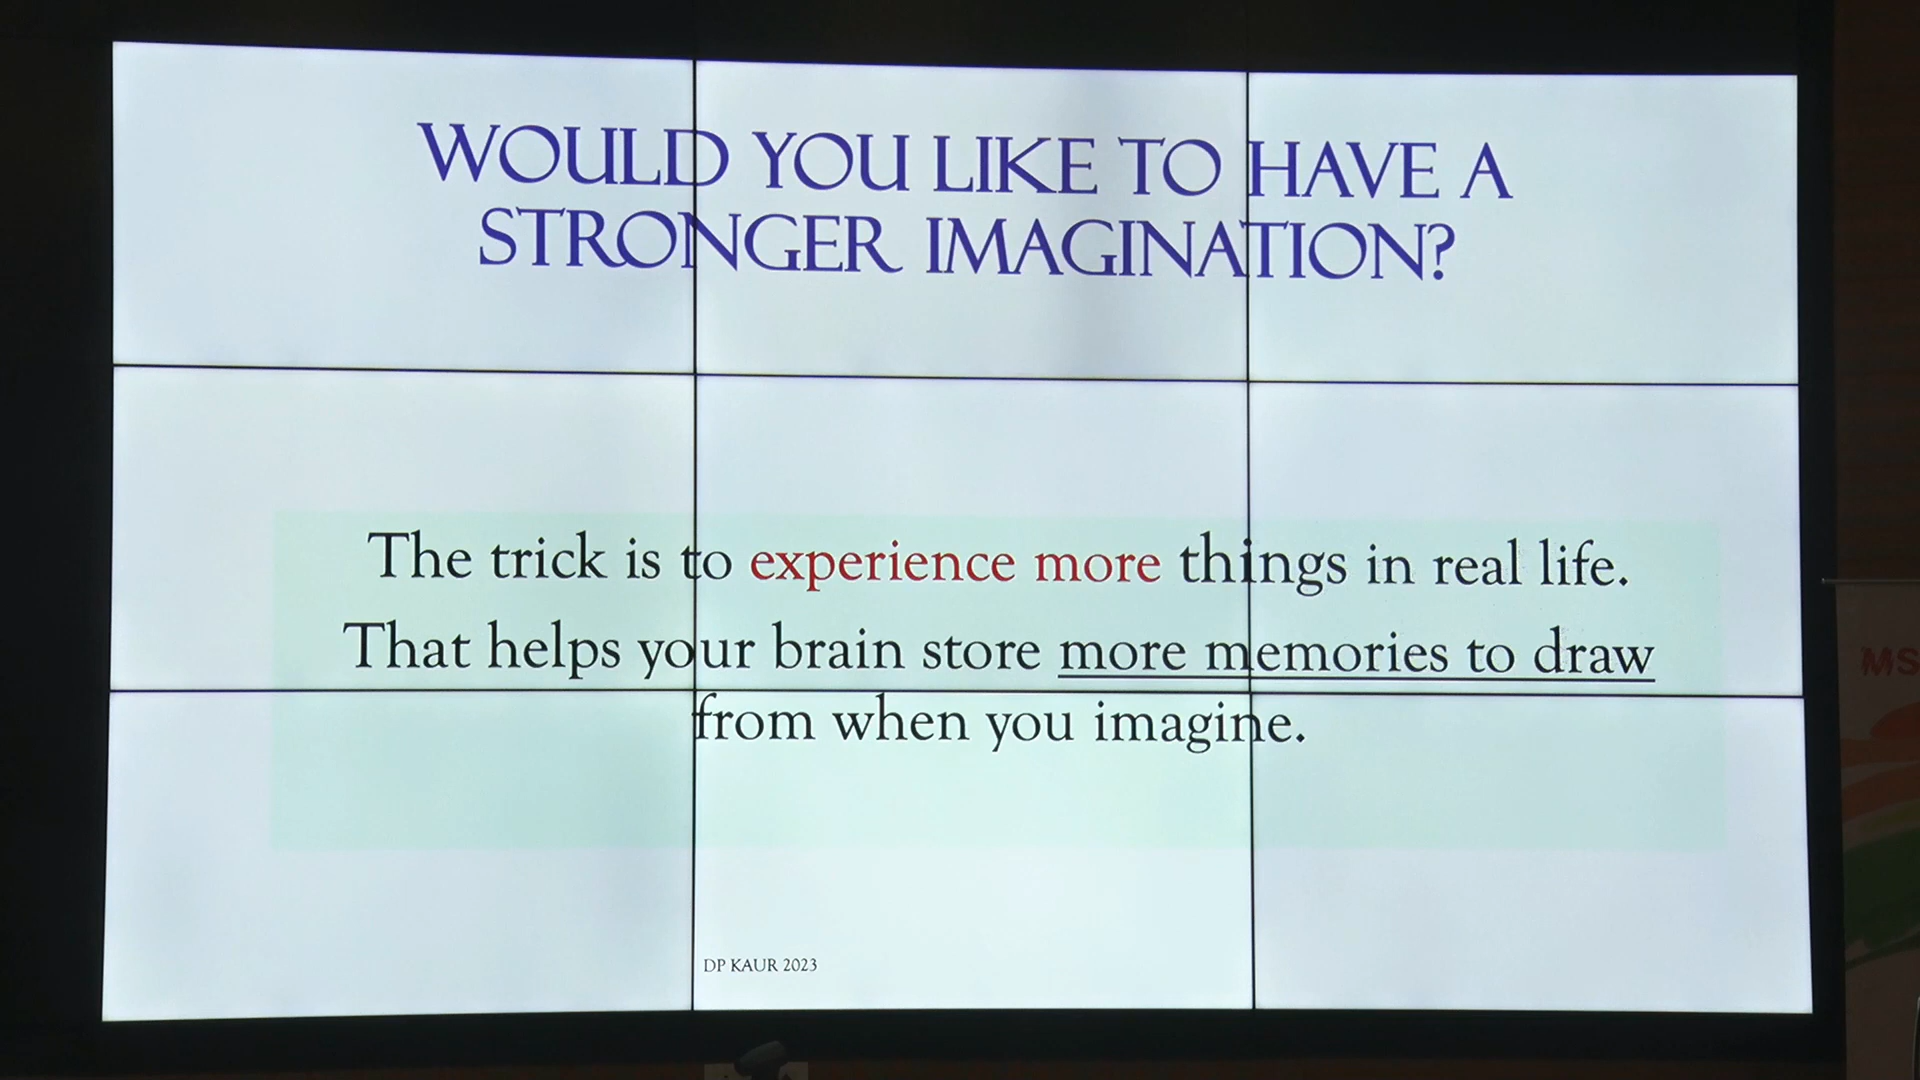 WOULD YOU LIKE TO HAVE A
STRONGER IMAGINATION?
The trick is to experience more things in real life.
That helps your brain store more memories to draw
from when you imagine.
DP KAUR 2023
MS